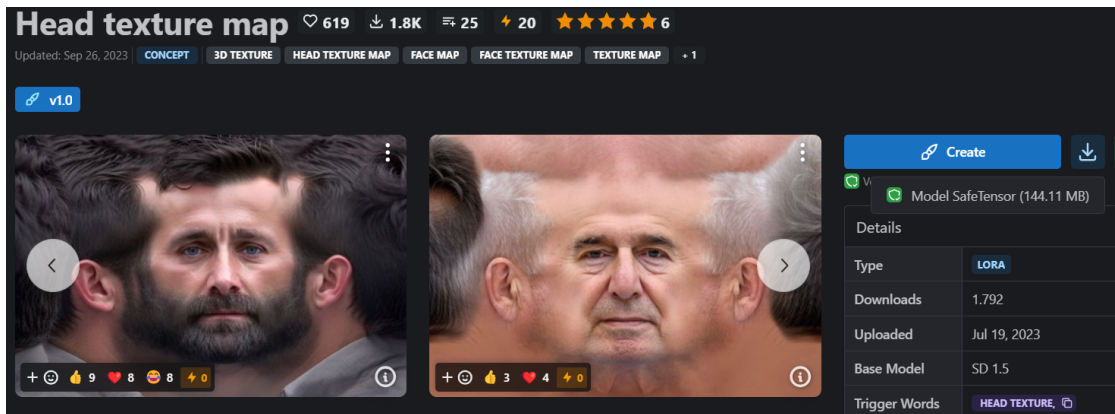 Head texture map 619 1.8K 25 20 6
Updated: Sep 26, 2023 CONCEPT 3D TEXTURE HEAD TEXTURE MAP FACE MAP FACE TEXTURE MAP TEXTURE MAP + 1
v1.0
Create
Model SafeTensor (144.11 MB)
Details
Type LORA
Downloads 1.792
Uploaded Jul 19, 2023
Base Model SD 1.5
Trigger Words HEAD TEXTURE,
9 8 8 0
3 4 0